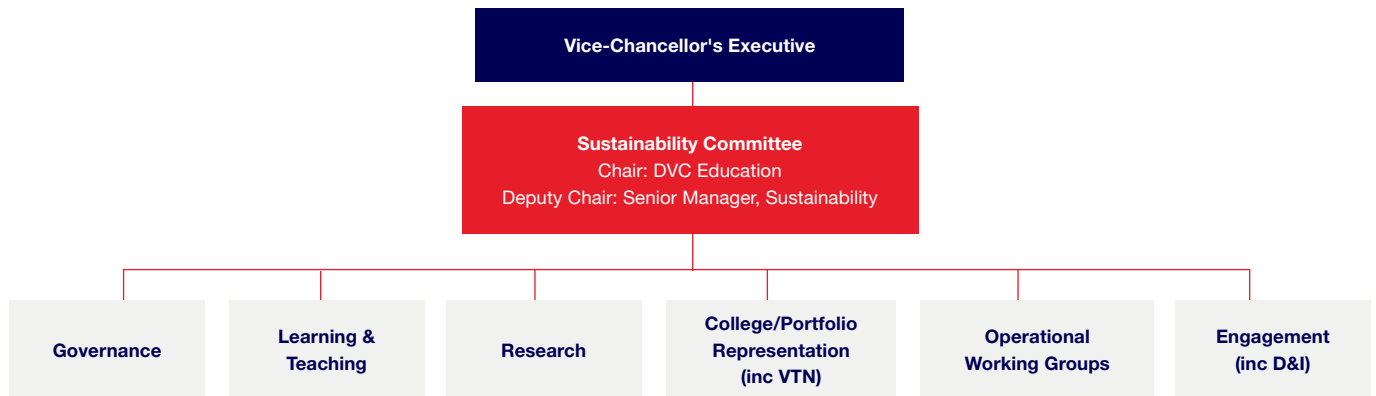 Vice-Chancellor's Executive
Sustainability Committee
Chair: DVC Education
Deputy Chair: Senior Manager, Sustainability
Governance
Learning &
Teaching
Research
College/Portfolio
Representation
(inc VTN)
Operational
Working Groups
Engagement
(inc D&I)